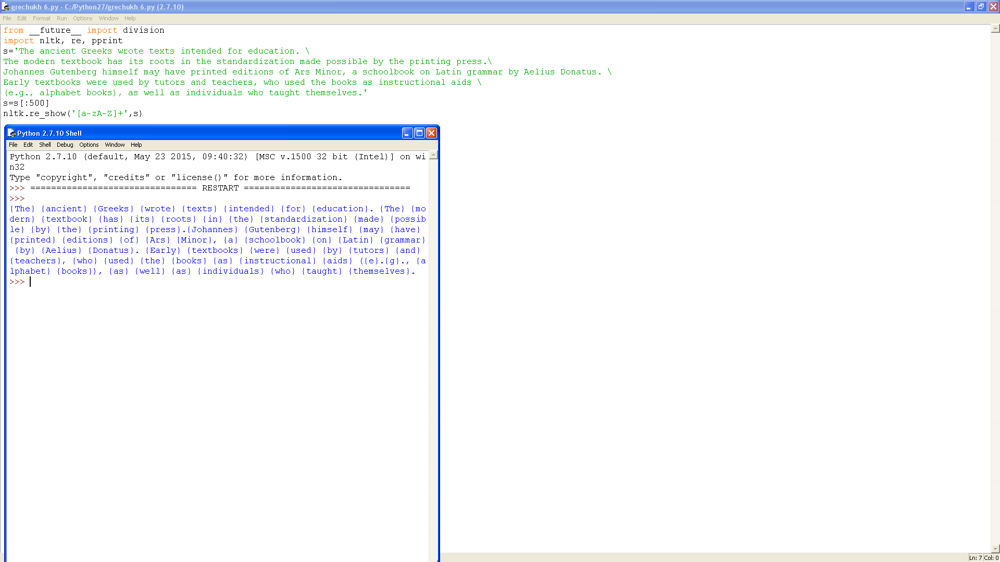 grechukh 6.py - C:/Python27/grechukh 6.py (2.7.10)
File Edit Format Run Options Window Help
from __future__ import division
import nltk, re, pprint
s='The ancient Greeks wrote texts intended for education. \
The modern textbook has its roots in the standardization made possible by the printing press.\
Johannes Gutenberg himself may have printed editions of Ars Minor, a schoolbook on Latin grammar by Aelius Donatus. \
Early textbooks were used by tutors and teachers, who used the books as instructional aids \
(e.g., alphabet books), as well as individuals who taught themselves.'
s=s[:500]
nltk.re_show('[a-zA-Z]+',s)
Python 2.7.10 Shell
File Edit Shell Debug Options Window Help
Python 2.7.10 (default, May 23 2015, 09:40:32) [MSC v.1500 32 bit (Intel)] on wi
n32
Type "copyright", "credits" or "license()" for more information.
>>> ================================ RESTART ================================
>>>
{The} {ancient} {Greeks} {wrote} {texts} {intended} {for} {education}. {The} {mo
dern} {textbook} {has} {its} {roots} {in} {the} {standardization} {made} {possib
le} {by} {the} {printing} {press}.{Johannes} {Gutenberg} {himself} {may} {have}
{printed} {editions} {of} {Ars} {Minor}, {a} {schoolbook} {on} {Latin} {grammar}
 {by} {Aelius} {Donatus}. {Early} {textbooks} {were} {used} {by} {tutors} {and}
{teachers}, {who} {used} {the} {books} {as} {instructional} {aids} ({e}.{g}., {a
lphabet} {books}), {as} {well} {as} {individuals} {who} {taught} {themselves}.
>>>
Ln: 7 Col: 0